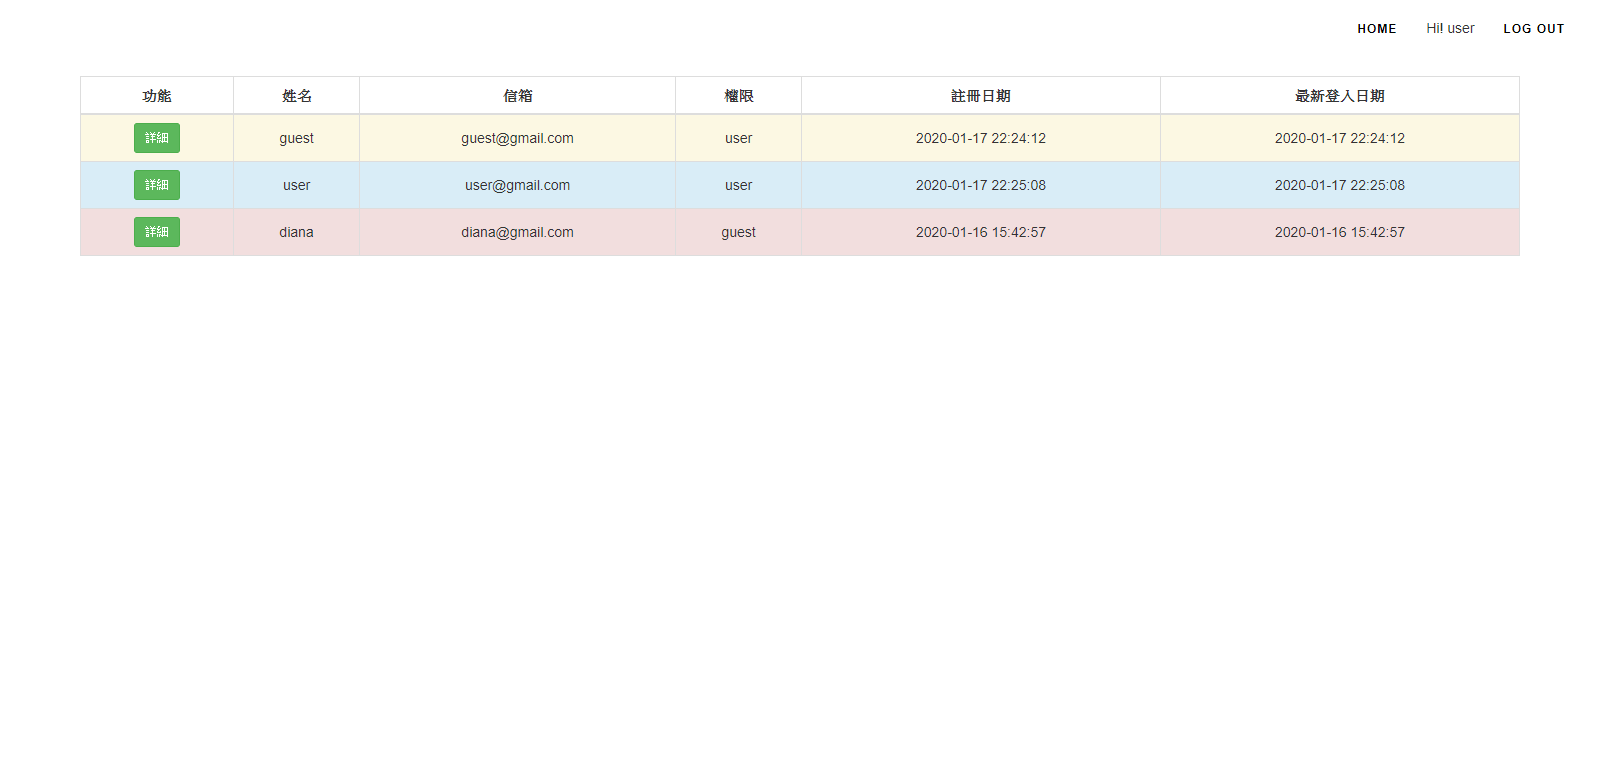 HOME Hi! user LOG OUT
功能 姓名 信箱 權限 註冊日期 最新登入日期
詳細 guest guest@gmail.com user 2020-01-17 22:24:12 2020-01-17 22:24:12
詳細 user user@gmail.com user 2020-01-17 22:25:08 2020-01-17 22:25:08
詳細 diana diana@gmail.com guest 2020-01-16 15:42:57 2020-01-16 15:42:57